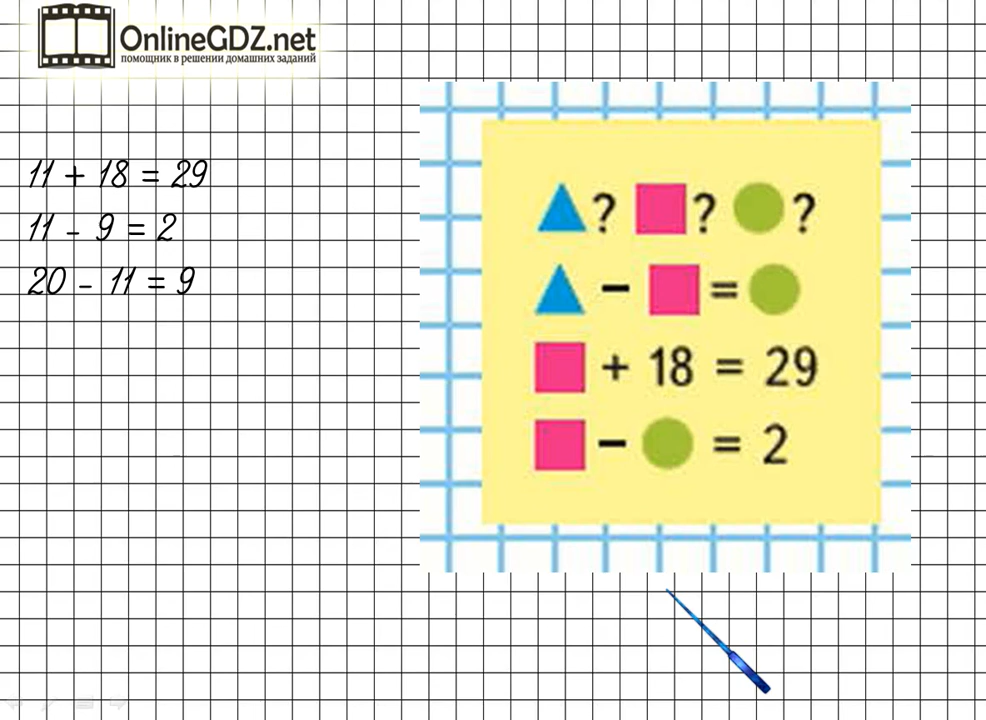 OnlineGDZ.net
помощник в решении домашних заданий
11 + 18 = 29
11 - 9 = 2
20 - 11 = 9
? ? ?
- =
+ 18 = 29
- = 2